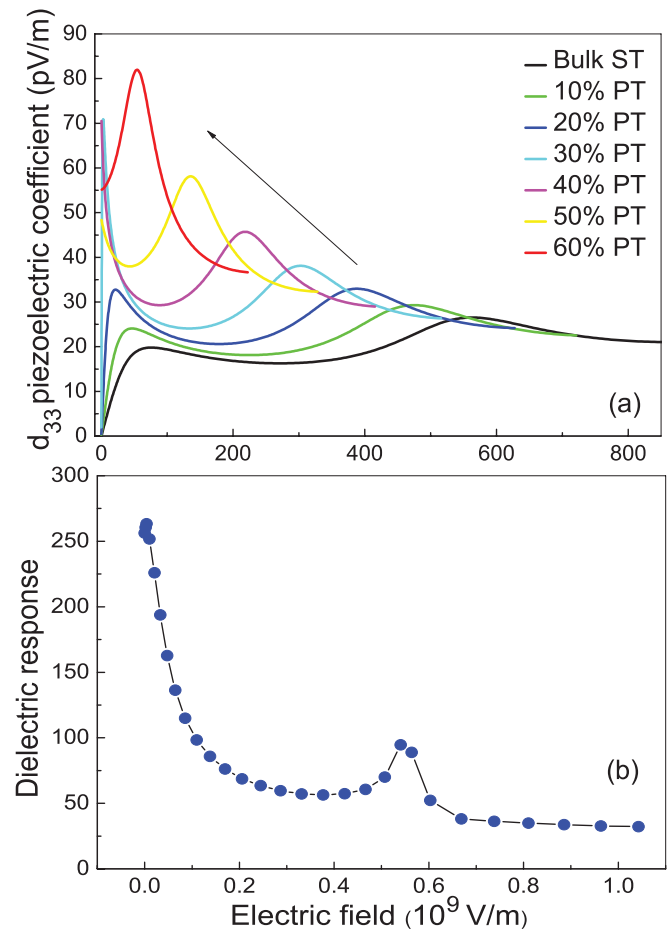 d33 piezoelectric coefficient (pV/m)
90
80
70
60
50
40
30
20
10
0
Bulk ST
10% PT
20% PT
30% PT
40% PT
50% PT
60% PT
(a)
0 200 400 600 800
Dielectric response
300
250
200
150
100
50
0
(b)
0.0 0.2 0.4 0.6 0.8 1.0
Electric field (10^9 V/m)